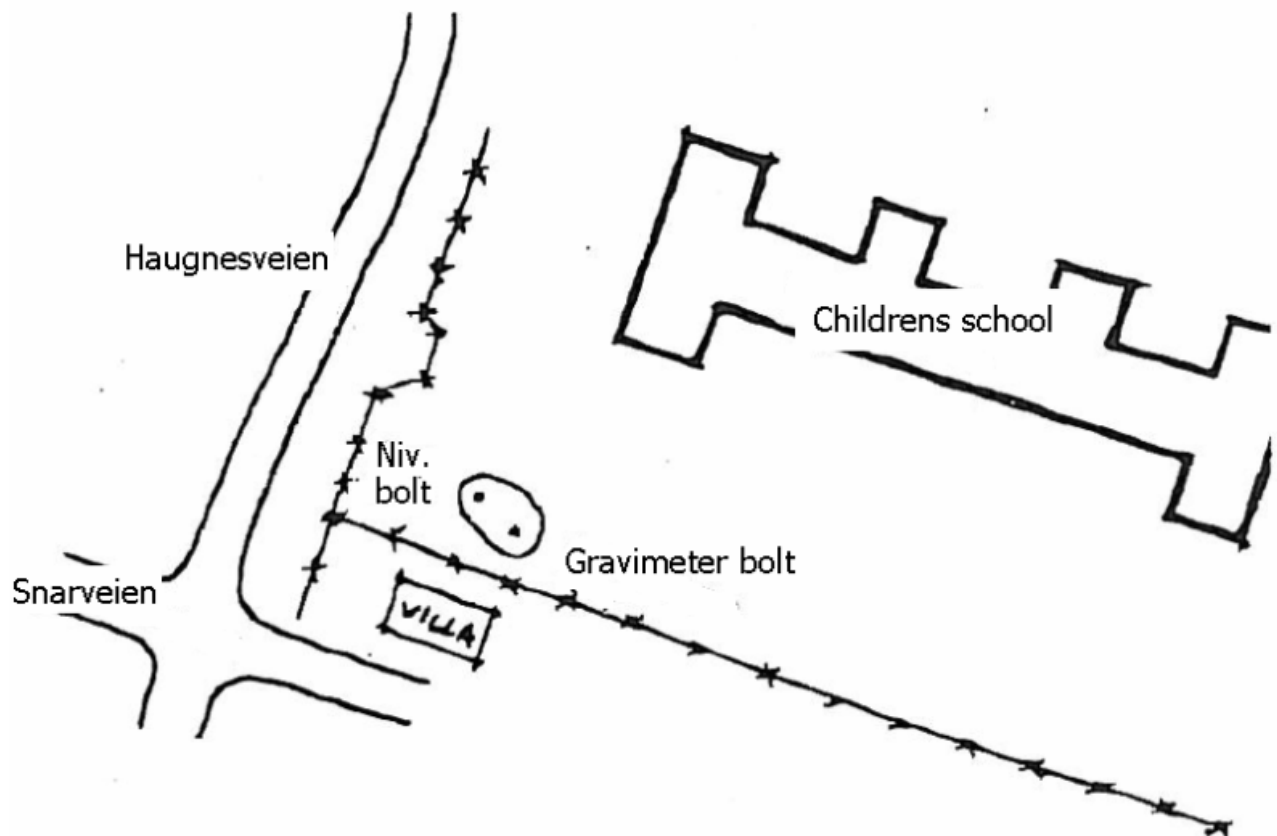 Haugnesveien
Childrens school
Niv.
bolt
Gravimeter bolt
Snarveien
VILLA